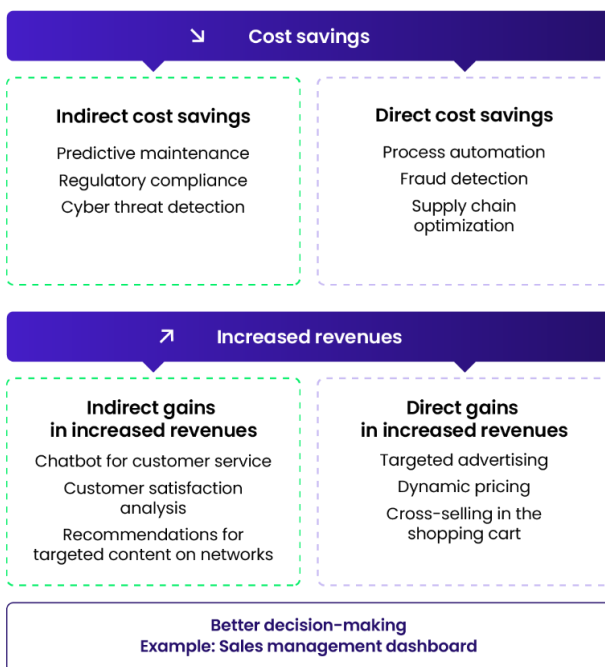 Cost savings
Indirect cost savings
Predictive maintenance
Regulatory compliance
Cyber threat detection
Direct cost savings
Process automation
Fraud detection
Supply chain
optimization
Increased revenues
Indirect gains
in increased revenues
Chatbot for customer service
Customer satisfaction
analysis
Recommendations for
targeted content on networks
Direct gains
in increased revenues
Targeted advertising
Dynamic pricing
Cross-selling in the
shopping cart
Better decision-making
Example: Sales management dashboard